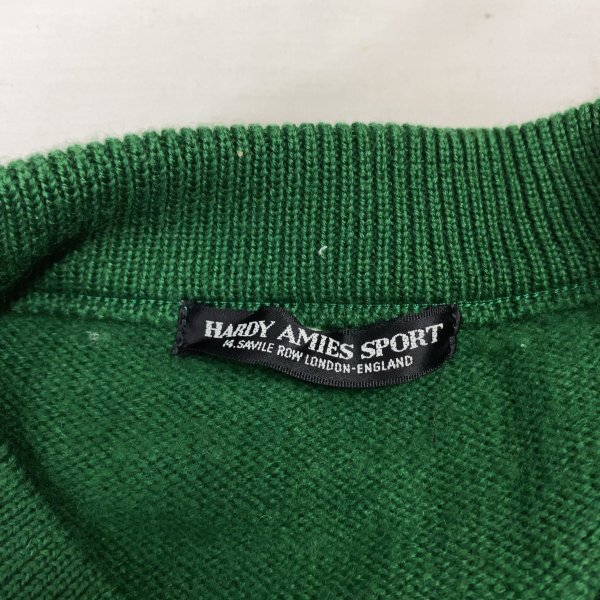 HARDY AMIES SPORT
14. SAVILE ROW LONDON-ENGLAND